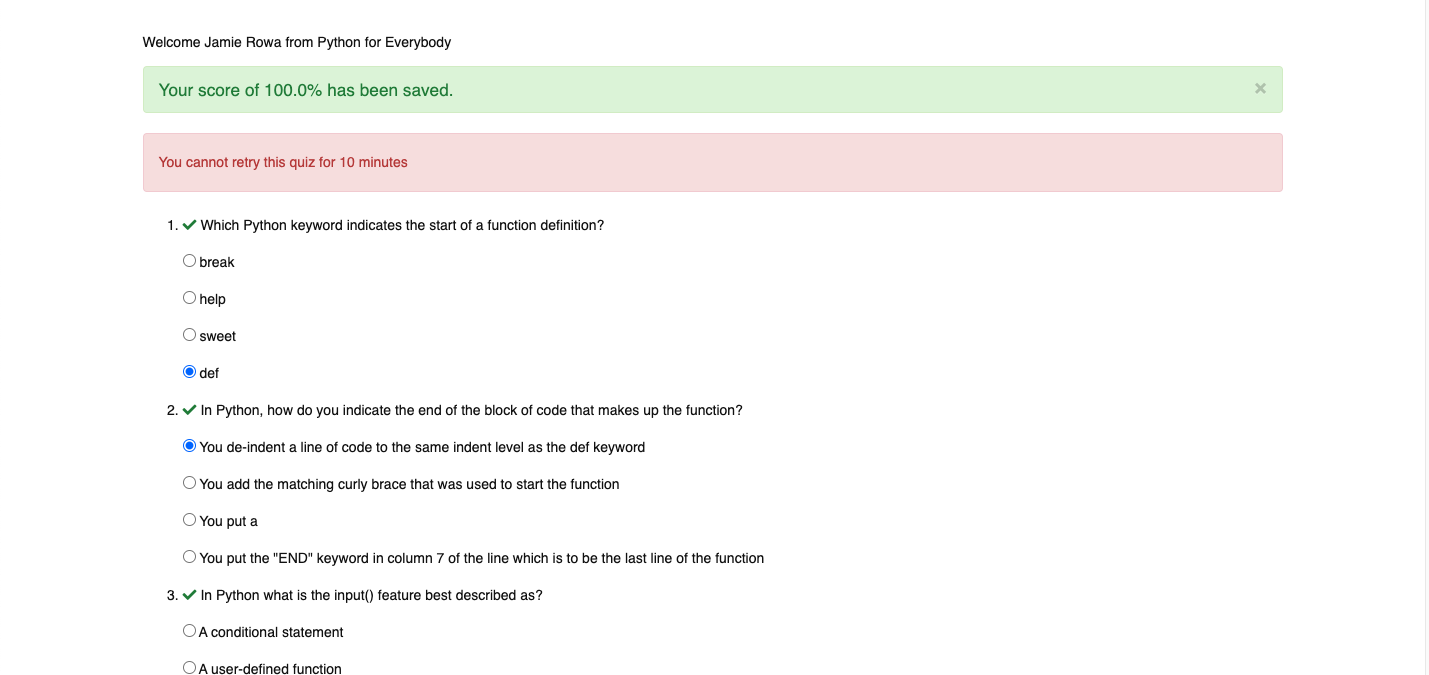 Welcome Jamie Rowa from Python for Everybody
Your score of 100.0% has been saved.
×
You cannot retry this quiz for 10 minutes
1. ✔ Which Python keyword indicates the start of a function definition?
break
help
sweet
def
2. ✔ In Python, how do you indicate the end of the block of code that makes up the function?
You de-indent a line of code to the same indent level as the def keyword
You add the matching curly brace that was used to start the function
You put a
You put the "END" keyword in column 7 of the line which is to be the last line of the function
3. ✔ In Python what is the input() feature best described as?
A conditional statement
A user-defined function